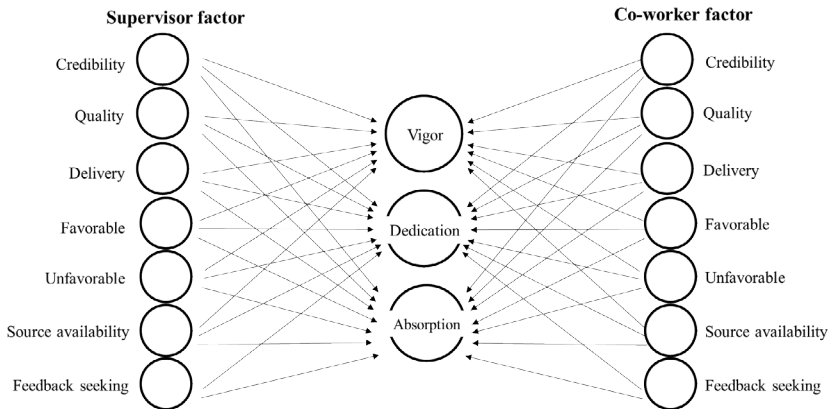 Supervisor factor
Credibility
Quality
Delivery
Favorable
Unfavorable
Source availability
Feedback seeking
Vigor
Dedication
Absorption
Co-worker factor
Credibility
Quality
Delivery
Favorable
Unfavorable
Source availability
Feedback seeking